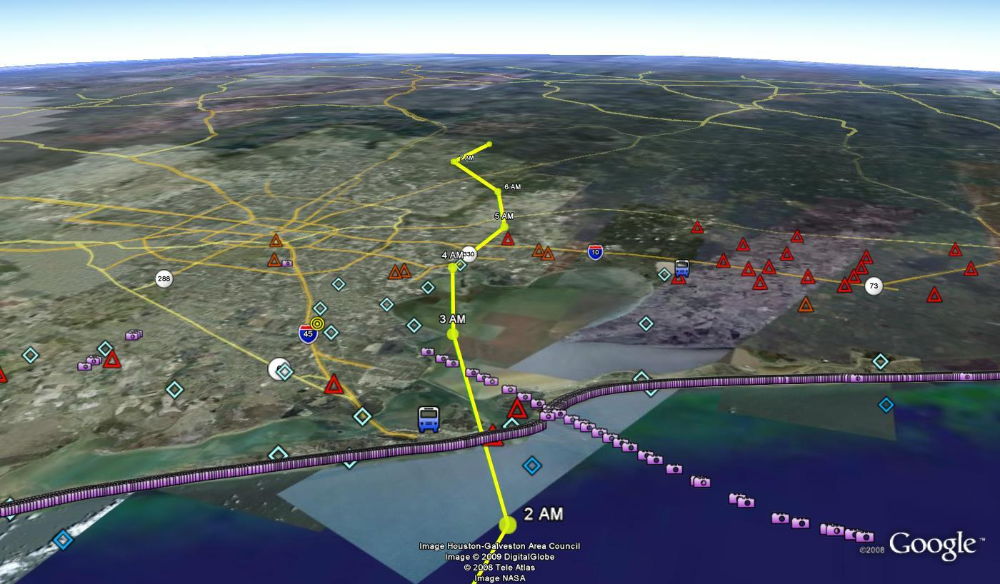 7 AM
6 AM
5 AM
4 AM
330
10
288
73
3 AM
45
2 AM
Image Houston-Galveston Area Council
Image © 2009 DigitalGlobe
© 2008 Tele Atlas
Image NASA
©2008 Google™